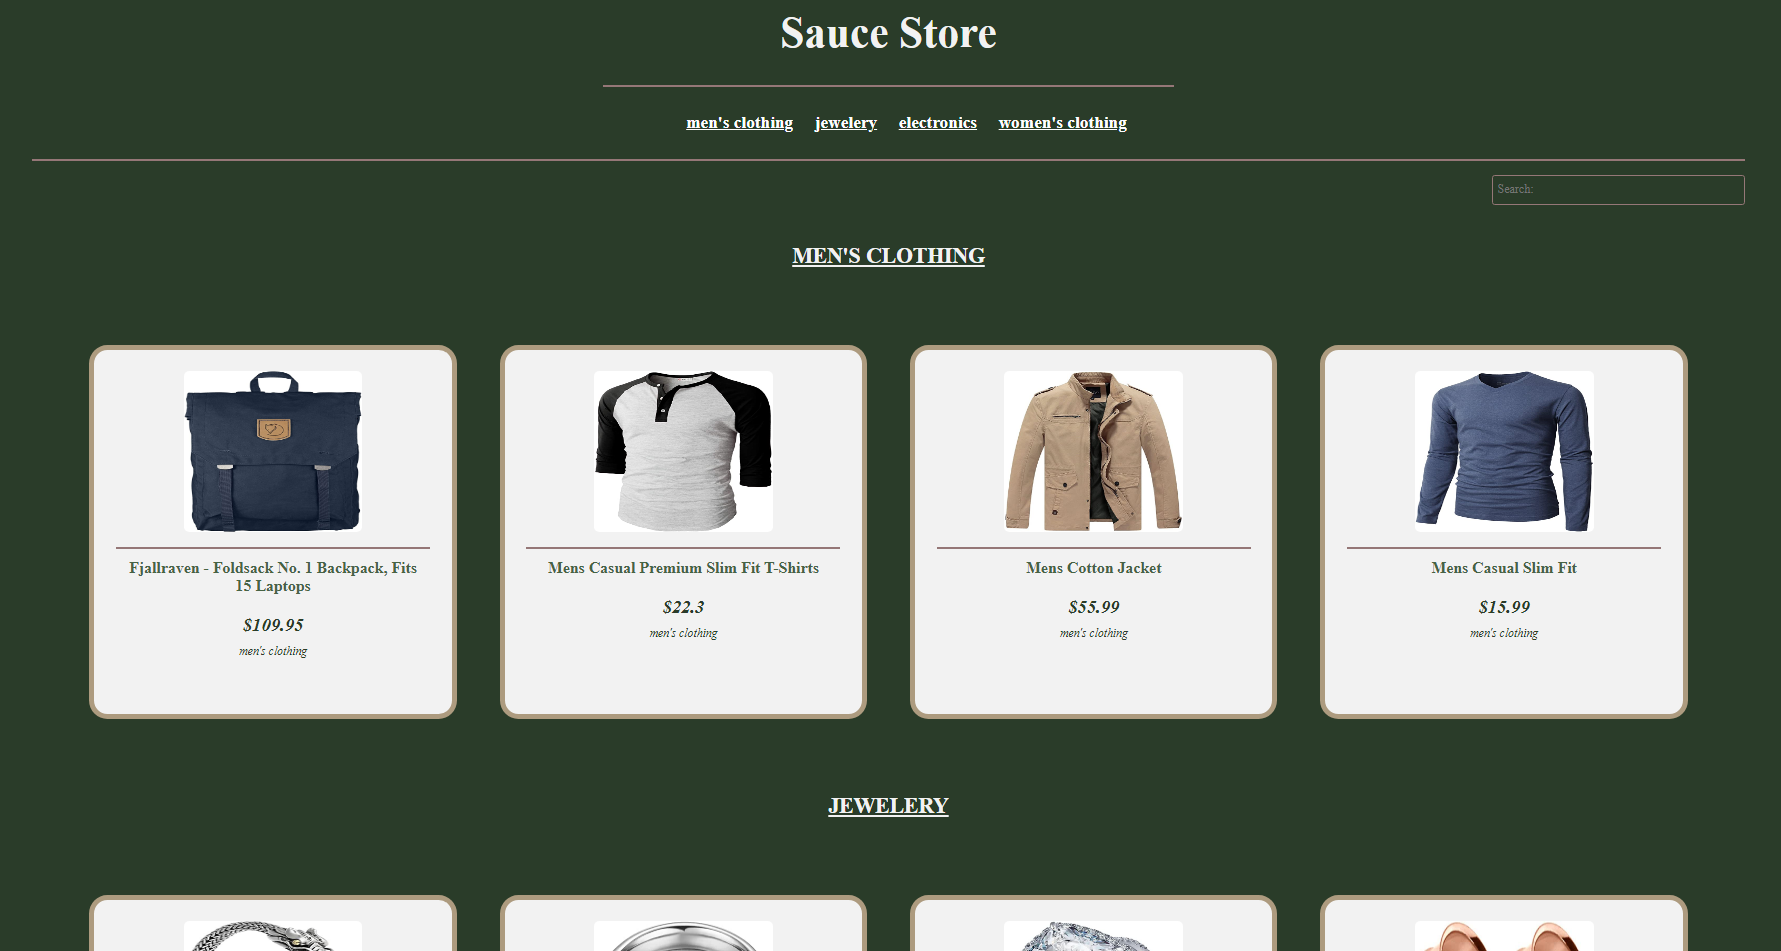 Sauce Store
men's clothing jewelery electronics women's clothing
Search:
MEN'S CLOTHING
Fjallraven - Foldsack No. 1 Backpack, Fits
15 Laptops
$109.95
men's clothing
Mens Casual Premium Slim Fit T-Shirts
$22.3
men's clothing
Mens Cotton Jacket
$55.99
men's clothing
Mens Casual Slim Fit
$15.99
men's clothing
JEWELERY